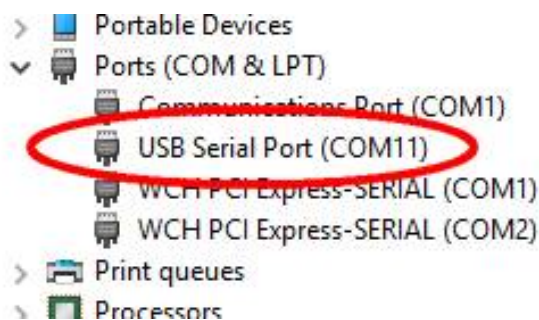 Portable Devices
Ports (COM & LPT)
Communications Port (COM1)
USB Serial Port (COM11)
WCH PCI Express-SERIAL (COM1)
WCH PCI Express-SERIAL (COM2)
Print queues
Processors